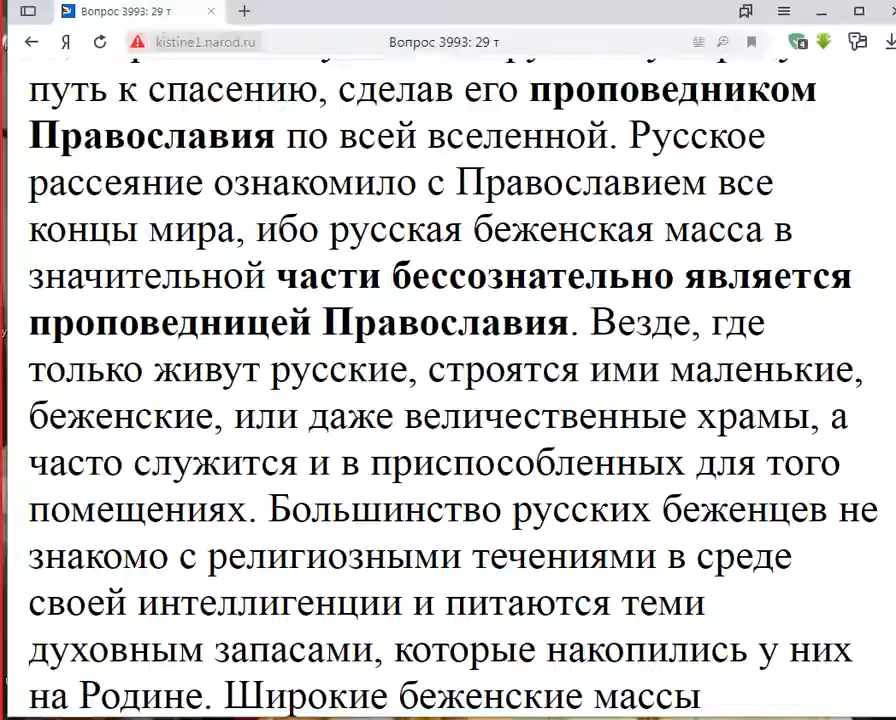 Вопрос 3993: 29 т
kistine1.narod.ru
Вопрос 3993: 29 т
путь к спасению, сделав его проповедником
Православия по всей вселенной. Русское
рассеяние ознакомило с Православием все
концы мира, ибо русская беженская масса в
значительной части бессознательно является
проповедницей Православия. Везде, где
только живут русские, строятся ими маленькие,
беженские, или даже величественные храмы, а
часто служится и в приспособленных для того
помещениях. Большинство русских беженцев не
знакомо с религиозными течениями в среде
своей интеллигенции и питаются теми
духовным запасами, которые накопились у них
на Родине. Широкие беженские массы